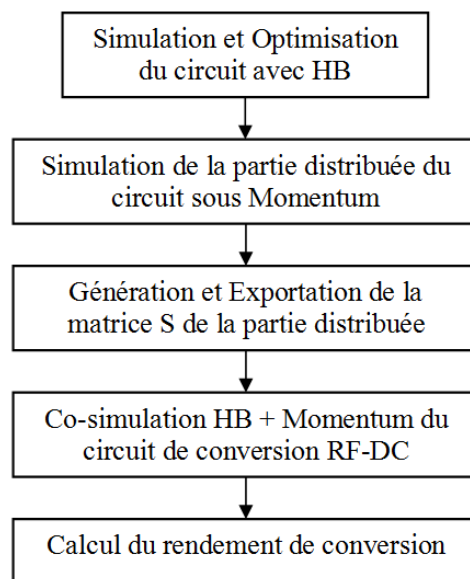 Simulation et Optimisation
du circuit avec HB
Simulation de la partie distribuée du
circuit sous Momentum
Génération et Exportation de la
matrice S de la partie distribuée
Co-simulation HB + Momentum du
circuit de conversion RF-DC
Calcul du rendement de conversion